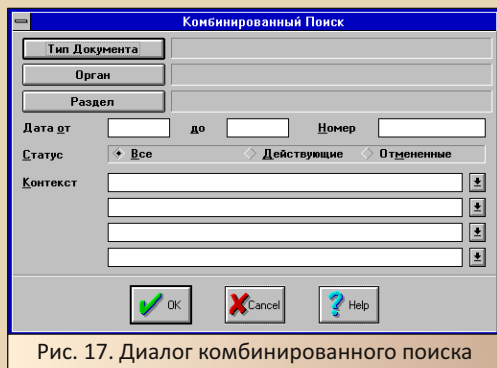 Комбинированный Поиск
Тип Документа
Орган
Раздел
Дата от до Номер
Статус Все Действующие Отмененные
Контекст
OK Cancel Help
Рис. 17. Диалог комбинированного поиска